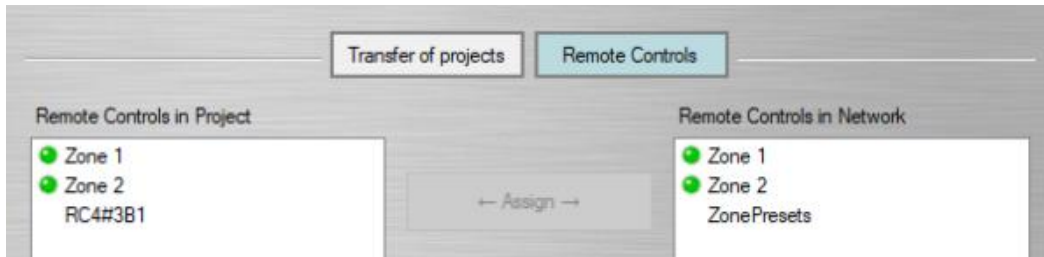 Transfer of projects
Remote Controls
Remote Controls in Project
Zone 1
Zone 2
RC4#3B1
← Assign →
Remote Controls in Network
Zone 1
Zone 2
ZonePresets